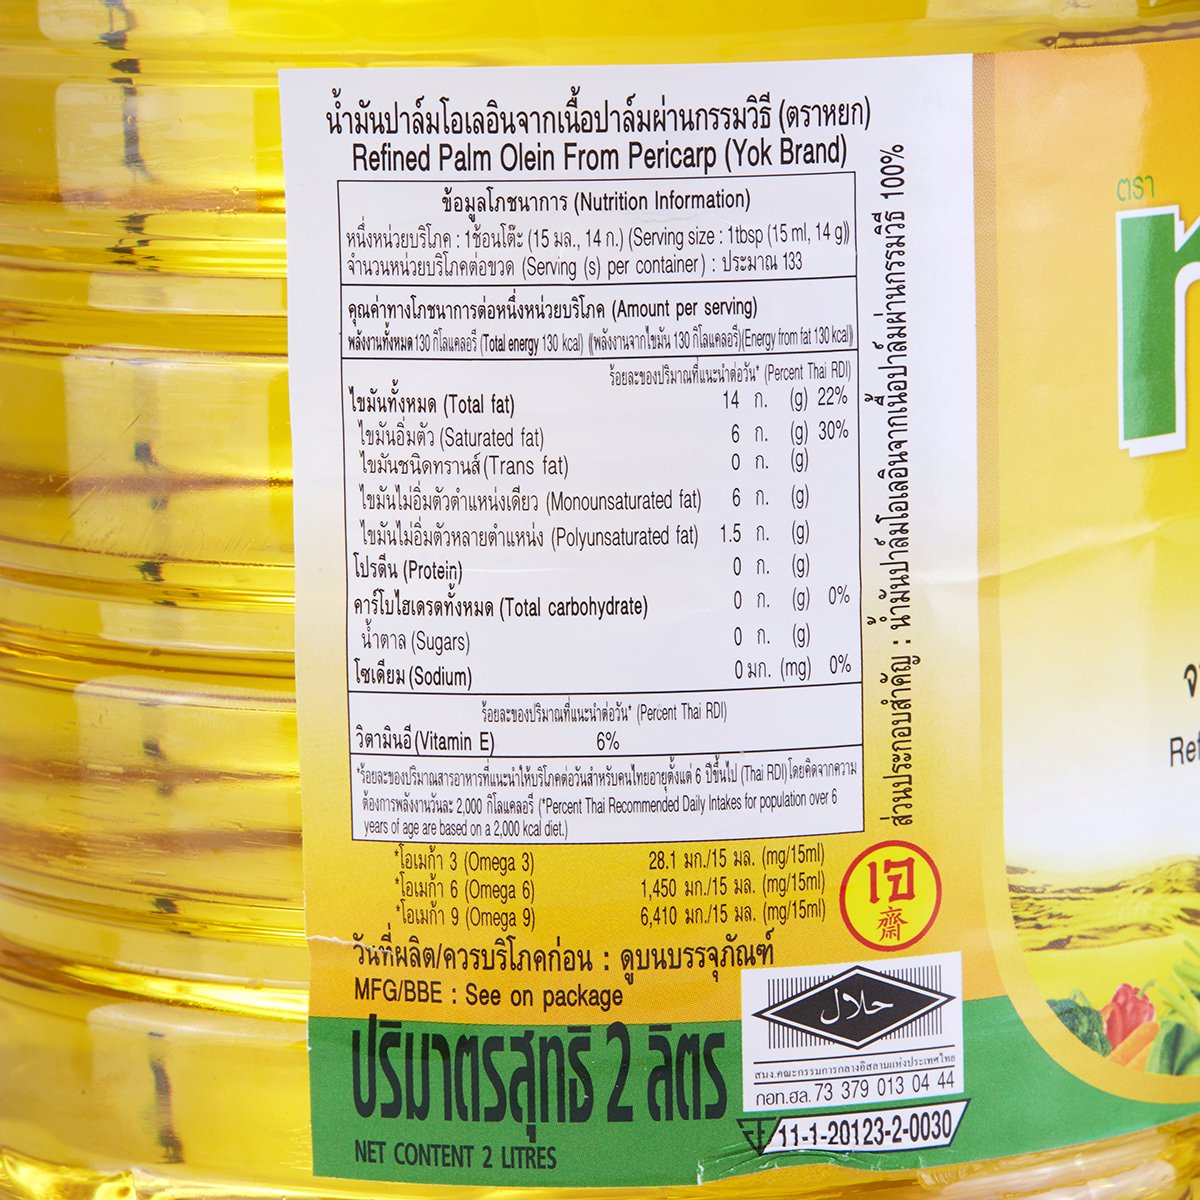 น้ำมันปาล์มโอเลอินจากเนื้อปาล์มผ่านกรรมวิธี (ตราหยก)
Refined Palm Olein From Pericarp (Yok Brand)
ข้อมูลโภชนาการ (Nutrition Information)
หนึ่งหน่วยบริโภค : 1ช้อนโต๊ะ (15 มล., 14 ก.) (Serving size : 1tbsp (15 ml, 14 g))
จำนวนหน่วยบริโภคต่อขวด (Serving (s) per container) : ประมาณ 133
คุณค่าทางโภชนาการต่อหนึ่งหน่วยบริโภค (Amount per serving)
พลังงานทั้งหมด 130 กิโลแคลอรี (Total energy 130 kcal) ((พลังงานจากไขมัน 130 กิโลแคลอรี)(Energy from fat 130 kcal))
ร้อยละของปริมาณที่แนะนำต่อวัน* (Percent Thai RDI)
ไขมันทั้งหมด (Total fat) 14 ก. (g) 22%
ไขมันอิ่มตัว (Saturated fat) 6 ก. (g) 30%
ไขมันชนิดทรานส์ (Trans fat) 0 ก. (g)
ไขมันไม่อิ่มตัวตำแหน่งเดียว (Monounsaturated fat) 6 ก. (g)
ไขมันไม่อิ่มตัวหลายตำแหน่ง (Polyunsaturated fat) 1.5 ก. (g)
โปรตีน (Protein) 0 ก. (g)
คาร์โบไฮเดรตทั้งหมด (Total carbohydrate) 0 ก. (g) 0%
น้ำตาล (Sugars) 0 ก. (g)
โซเดียม (Sodium) 0 มก. (mg) 0%
ร้อยละของปริมาณที่แนะนำต่อวัน* (Percent Thai RDI)
วิตามินอี (Vitamin E) 6%
*ร้อยละของปริมาณสารอาหารที่แนะนำให้บริโภคต่อวันสำหรับคนไทยอายุตั้งแต่ 6 ปีขึ้นไป (Thai RDI) โดยคิดจากความ
ต้องการพลังงานวันละ 2,000 กิโลแคลอรี (*Percent Thai Recommended Daily Intakes for population over 6
years of age are based on a 2,000 kcal diet.)
*โอเมก้า 3 (Omega 3) 28.1 มก./15 มล. (mg/15ml)
*โอเมก้า 6 (Omega 6) 1,450 มก./15 มล. (mg/15ml)
*โอเมก้า 9 (Omega 9) 6,410 มก./15 มล. (mg/15ml)
วันที่ผลิต/ควรบริโภคก่อน : ดูบนบรรจุภัณฑ์
MFG/BBE : See on package
ปริมาตรสุทธิ 2 ลิตร
NET CONTENT 2 LITRES
ส่วนประกอบสำคัญ : น้ำมันปาล์มโอเลอินจากเนื้อปาล์มผ่านกรรมวิธี 100%
เจ
齋
حلال
สนง.คณะกรรมการกลางอิสลามแห่งประเทศไทย
กอท.ฮล. 73 379 013 04 44
11-1-20123-2-0030
ตรา
จ
Ref